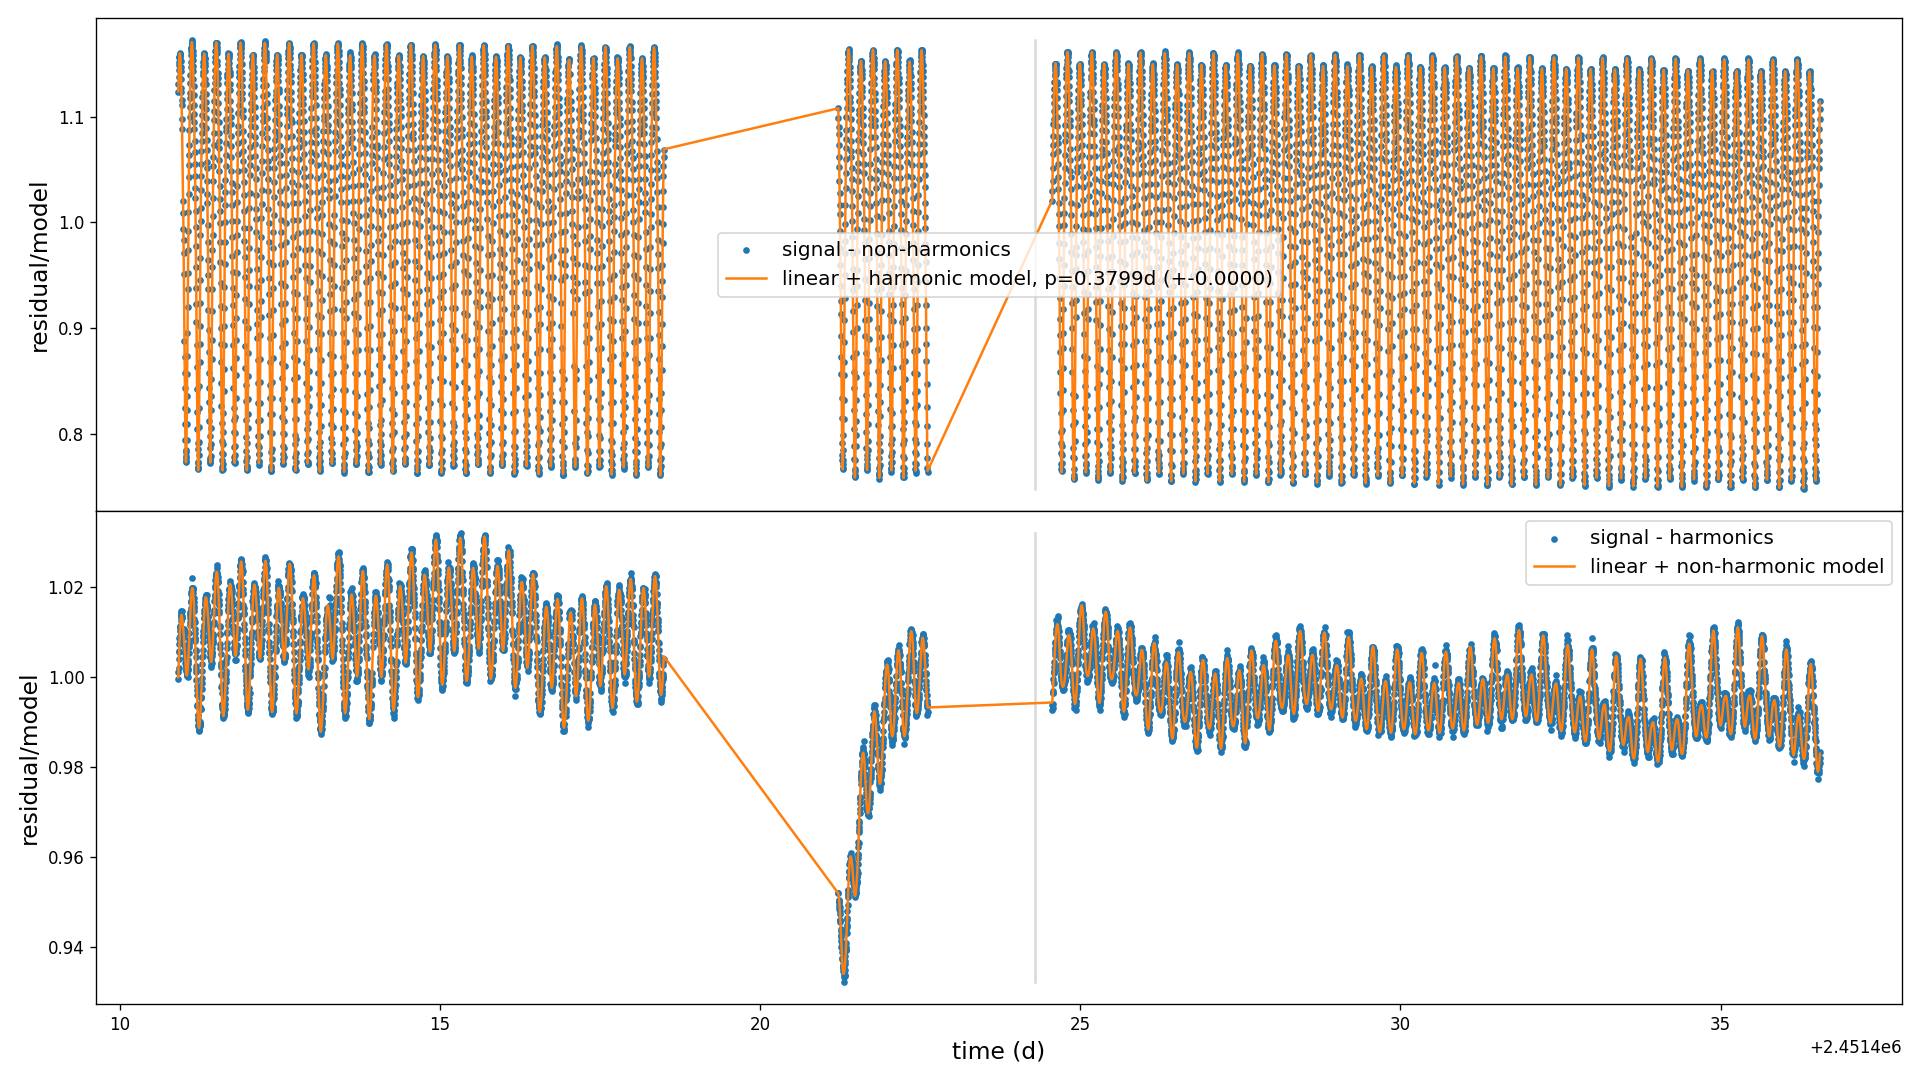 residual/model
1.1
1.0
0.9
0.8
signal - non-harmonics
linear + harmonic model, p=0.3799d (+-0.0000)
residual/model
1.02
1.00
0.98
0.96
0.94
signal - harmonics
linear + non-harmonic model
10 15 20 25 30 35
time (d)
+2.4514e6